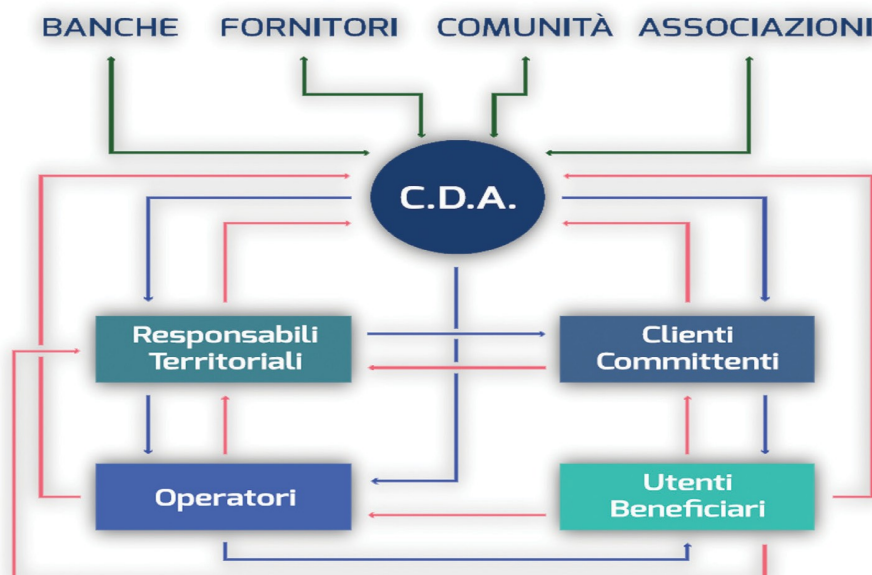 BANCHE FORNITORI COMUNITÀ ASSOCIAZIONI
C.D.A.
Responsabili
Territoriali
Clienti
Committenti
Operatori
Utenti
Beneficiari